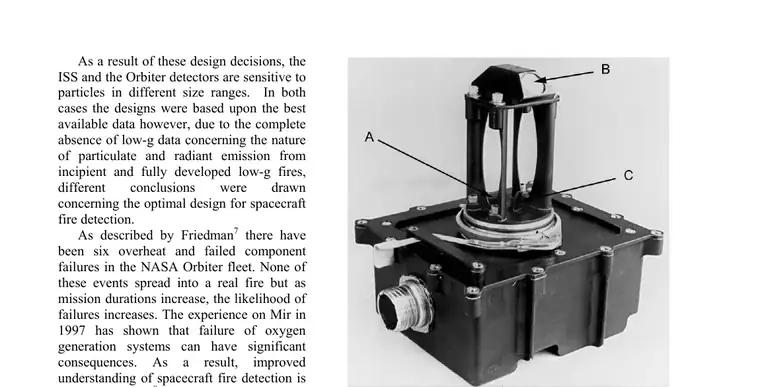 As a result of these design decisions, the
ISS and the Orbiter detectors are sensitive to
particles in different size ranges.  In both
cases the designs were based upon the best
available data however, due to the complete
absence of low-g data concerning the nature
of particulate and radiant emission from
incipient and fully developed low-g fires,
different conclusions were drawn
concerning the optimal design for spacecraft
fire detection.
As described by Friedman7 there have
been six overheat and failed component
failures in the NASA Orbiter fleet. None of
these events spread into a real fire but as
mission durations increase, the likelihood of
failures increases. The experience on Mir in
1997 has shown that failure of oxygen
generation systems can have significant
consequences. As a result, improved
understanding of spacecraft fire detection is
B
A
C